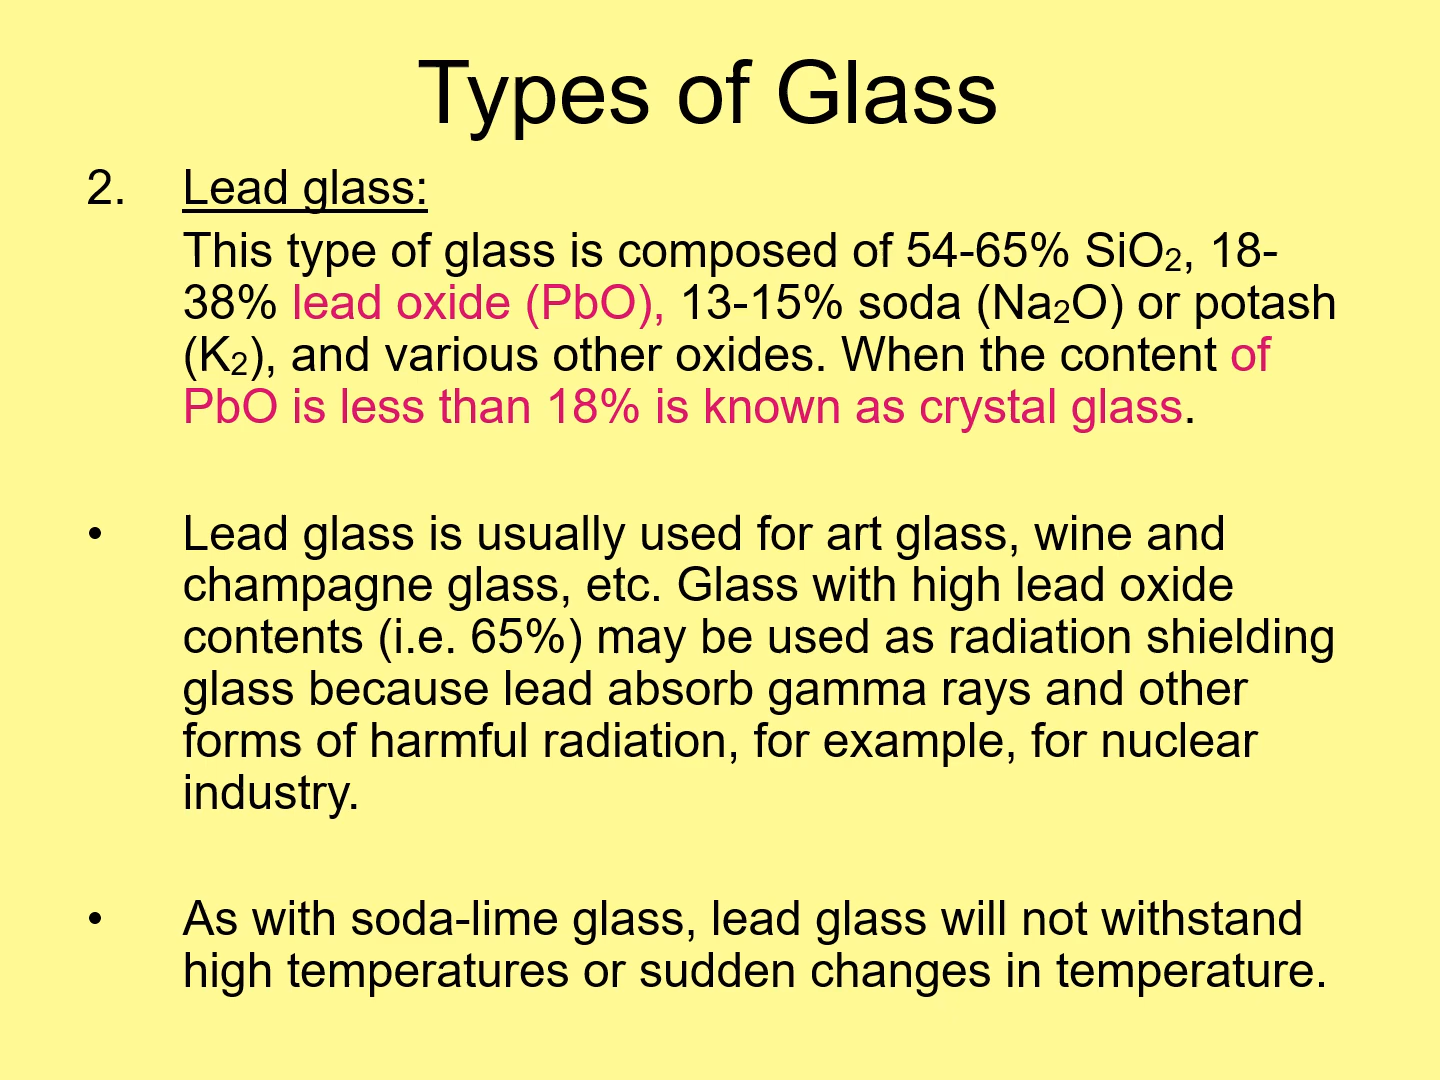 Types of Glass
2. Lead glass:
This type of glass is composed of 54-65% SiO₂, 18-
38% lead oxide (PbO), 13-15% soda (Na₂O) or potash
(K₂), and various other oxides. When the content of
PbO is less than 18% is known as crystal glass.
• Lead glass is usually used for art glass, wine and
champagne glass, etc. Glass with high lead oxide
contents (i.e. 65%) may be used as radiation shielding
glass because lead absorb gamma rays and other
forms of harmful radiation, for example, for nuclear
industry.
• As with soda-lime glass, lead glass will not withstand
high temperatures or sudden changes in temperature.